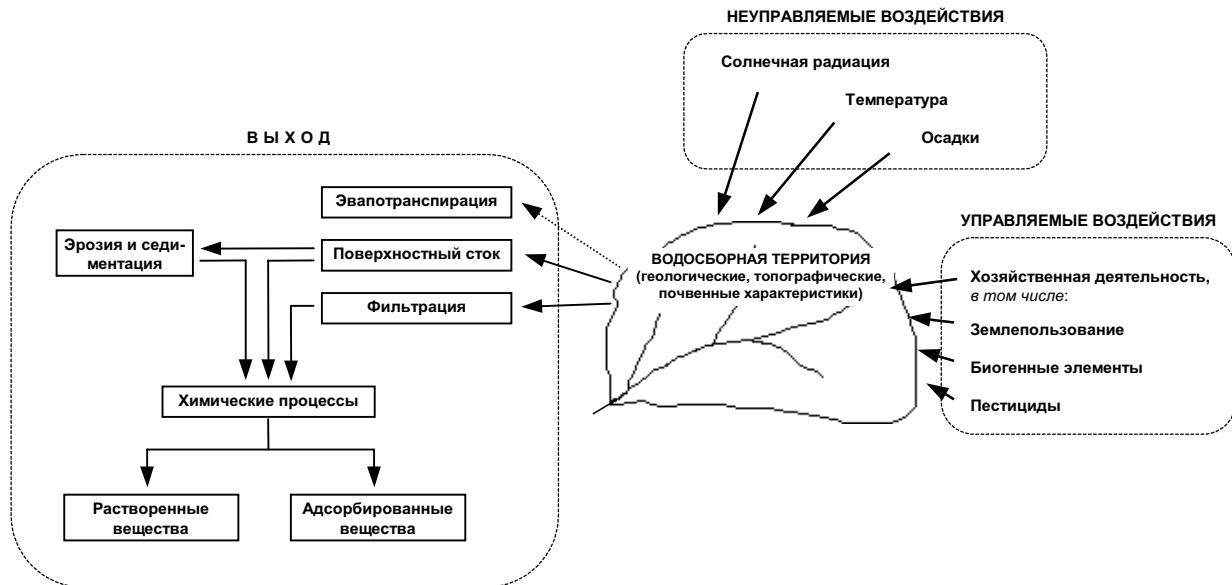 НЕУПРАВЛЯЕМЫЕ ВОЗДЕЙСТВИЯ
Солнечная радиация
Температура
Осадки
В Ы Х О Д
Эвапотранспирация
Поверхностный сток
Фильтрация
Эрозия и седи-
ментация
Химические процессы
Растворенные
вещества
Адсорбированные
вещества
ВОДОСБОРНАЯ ТЕРРИТОРИЯ
(геологические, топографические,
почвенные характеристики)
УПРАВЛЯЕМЫЕ ВОЗДЕЙСТВИЯ
Хозяйственная деятельность,
в том числе:
Землепользование
Биогенные элементы
Пестициды